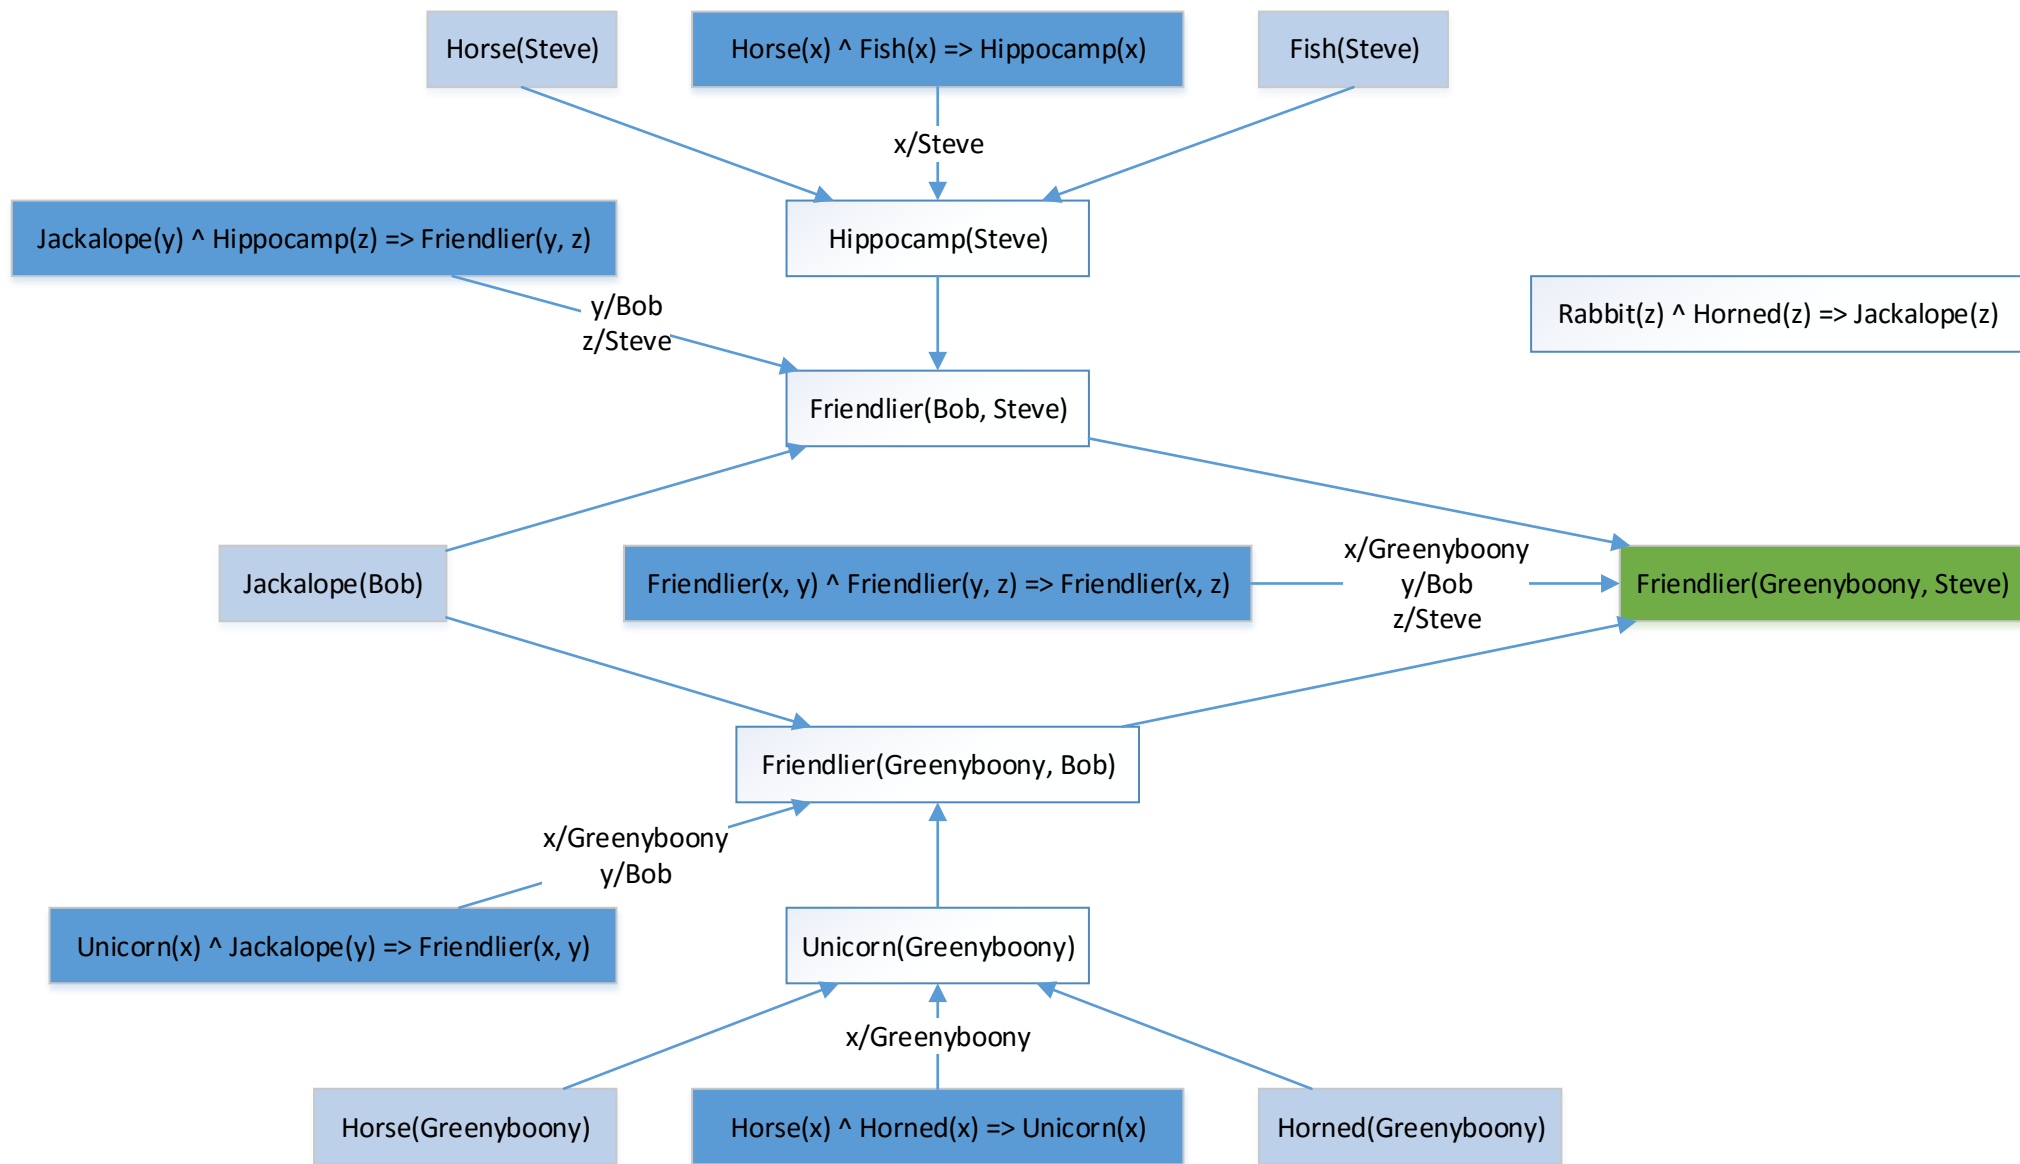 Horse(Steve)
Horse(x) ^ Fish(x) => Hippocamp(x)
Fish(Steve)
x/Steve
Jackalope(y) ^ Hippocamp(z) => Friendlier(y, z)
Hippocamp(Steve)
y/Bob
z/Steve
Rabbit(z) ^ Horned(z) => Jackalope(z)
Friendlier(Bob, Steve)
Jackalope(Bob)
Friendlier(x, y) ^ Friendlier(y, z) => Friendlier(x, z)
x/Greenyboony
y/Bob
z/Steve
Friendlier(Greenyboony, Steve)
Friendlier(Greenyboony, Bob)
x/Greenyboony
y/Bob
Unicorn(x) ^ Jackalope(y) => Friendlier(x, y)
Unicorn(Greenyboony)
x/Greenyboony
Horse(Greenyboony)
Horse(x) ^ Horned(x) => Unicorn(x)
Horned(Greenyboony)